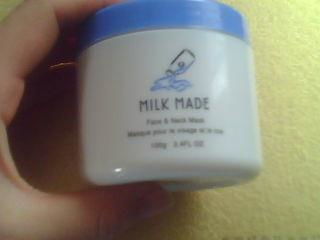 MILK MADE
Face & Neck Mask
Masque pour le visage et le cou
100g 3.4FL OZ